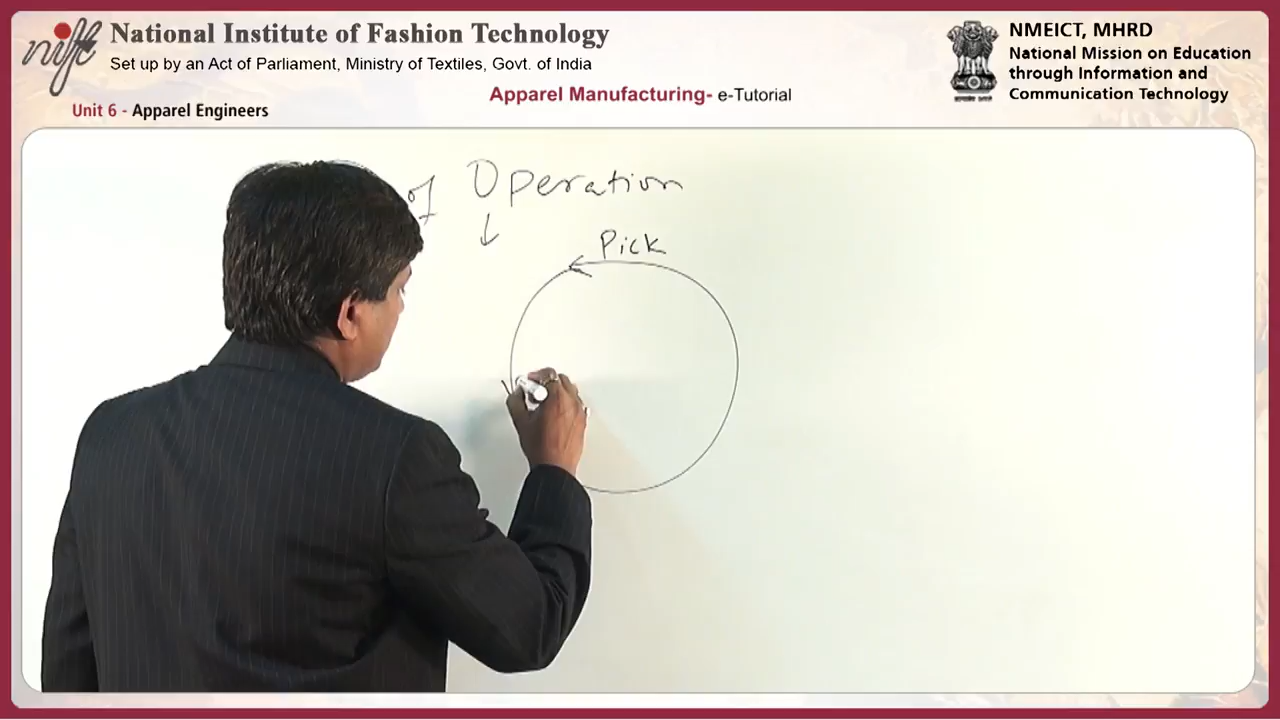 nift
National Institute of Fashion Technology
Set up by an Act of Parliament, Ministry of Textiles, Govt. of India
NMEICT, MHRD
National Mission on Education
through Information and
Communication Technology
Apparel Manufacturing- e-Tutorial
Unit 6 - Apparel Engineers
of Operation
Pick